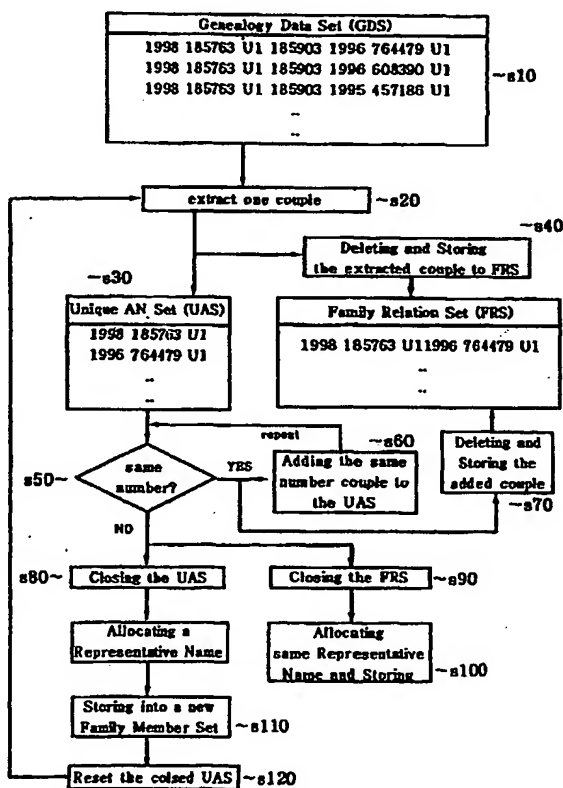 Genealogy Data Set (GDS)
1998 185763 U1 185903 1996 764479 U1
1998 185763 U1 185903 1996 608390 U1
1998 185763 U1 185903 1995 457186 U1
..
..
~s10
extract one couple
~s20
~s40
Deleting and Storing
the extracted couple to FRS
~s30
Unique AN Set (UAS)
1998 185763 U1
1996 764479 U1
..
..
Family Relation Set (FRS)
1998 185763 U11996 764479 U1
..
..
repeat
~s60
s50~
same
number?
YES
Adding the same
number couple to
the UAS
Deleting and
Storing the
added couple
~s70
NO
s80~
Closing the UAS
Closing the FRS
~s90
Allocating a
Representative Name
Allocating
same Representative
Name and Storing
~s100
Storing into a new
Family Member Set
~s110
Reset the colsed UAS
~s120